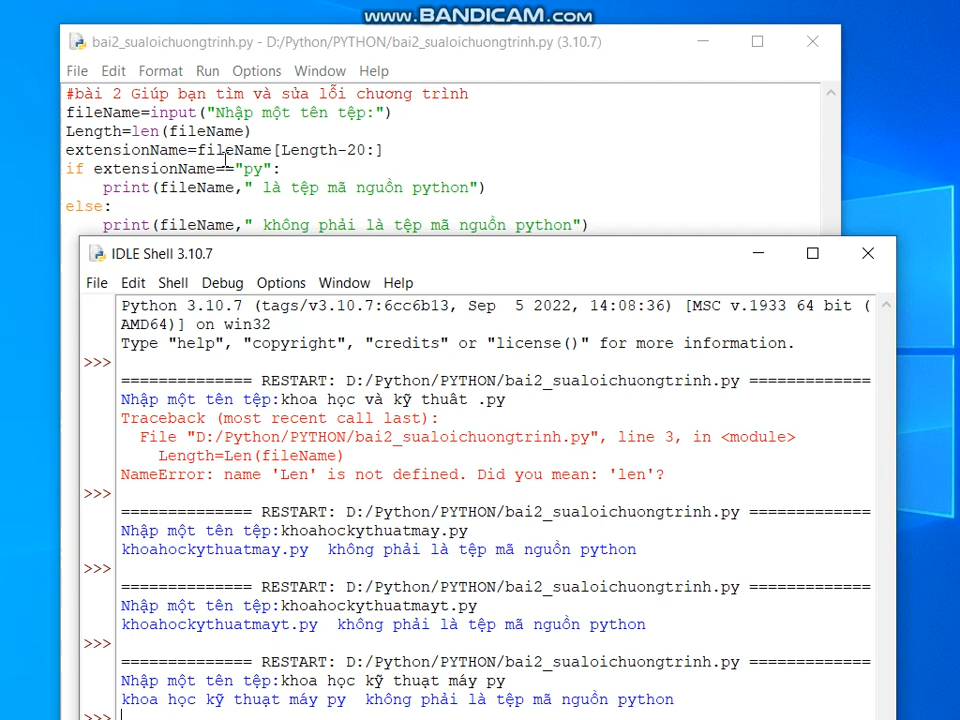 www.BANDICAM.com
bai2_sualoichuongtrinh.py - D:/Python/PYTHON/bai2_sualoichuongtrinh.py (3.10.7)
File Edit Format Run Options Window Help
#bài 2 Giúp bạn tìm và sửa lỗi chương trình
fileName=input("Nhập một tên tệp:")
Length=len(fileName)
extensionName=fileName[Length-20:]
if extensionName=="py":
    print(fileName," là tệp mã nguồn python")
else:
    print(fileName," không phải là tệp mã nguồn python")
IDLE Shell 3.10.7
File Edit Shell Debug Options Window Help
Python 3.10.7 (tags/v3.10.7:6cc6b13, Sep  5 2022, 14:08:36) [MSC v.1933 64 bit (
AMD64)] on win32
Type "help", "copyright", "credits" or "license()" for more information.
>>>
============== RESTART: D:/Python/PYTHON/bai2_sualoichuongtrinh.py =============
Nhập một tên tệp:khoa học và kỹ thuât .py
Traceback (most recent call last):
  File "D:/Python/PYTHON/bai2_sualoichuongtrinh.py", line 3, in <module>
    Length=Len(fileName)
NameError: name 'Len' is not defined. Did you mean: 'len'?
>>>
============== RESTART: D:/Python/PYTHON/bai2_sualoichuongtrinh.py =============
Nhập một tên tệp:khoahockythuatmay.py
khoahockythuatmay.py  không phải là tệp mã nguồn python
>>>
============== RESTART: D:/Python/PYTHON/bai2_sualoichuongtrinh.py =============
Nhập một tên tệp:khoahockythuatmayt.py
khoahockythuatmayt.py  không phải là tệp mã nguồn python
>>>
============== RESTART: D:/Python/PYTHON/bai2_sualoichuongtrinh.py =============
Nhập một tên tệp:khoa học kỹ thuạt máy py
khoa học kỹ thuạt máy py  không phải là tệp mã nguồn python
>>>